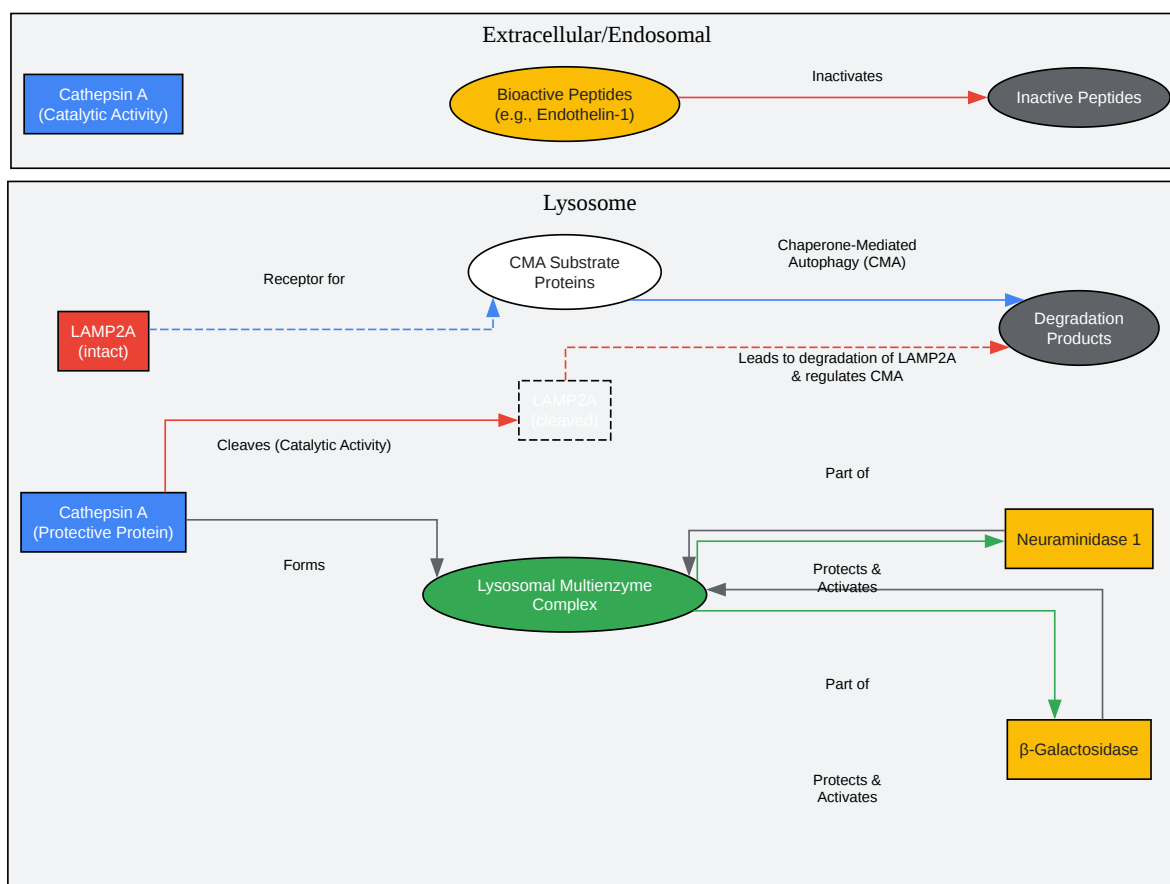 Extracellular/Endosomal
Cathepsin A
(Catalytic Activity)
Bioactive Peptides
(e.g., Endothelin-1)
Inactivates
Inactive Peptides
Lysosome
Receptor for
CMA Substrate
Proteins
Chaperone-Mediated
Autophagy (CMA)
LAMP2A
(intact)
Degradation
Products
Leads to degradation of LAMP2A
& regulates CMA
LAMP2A
(cleaved)
Cleaves (Catalytic Activity)
Part of
Cathepsin A
(Protective Protein)
Neuraminidase 1
Forms
Protects &
Activates
Lysosomal Multienzyme
Complex
Part of
β-Galactosidase
Protects &
Activates